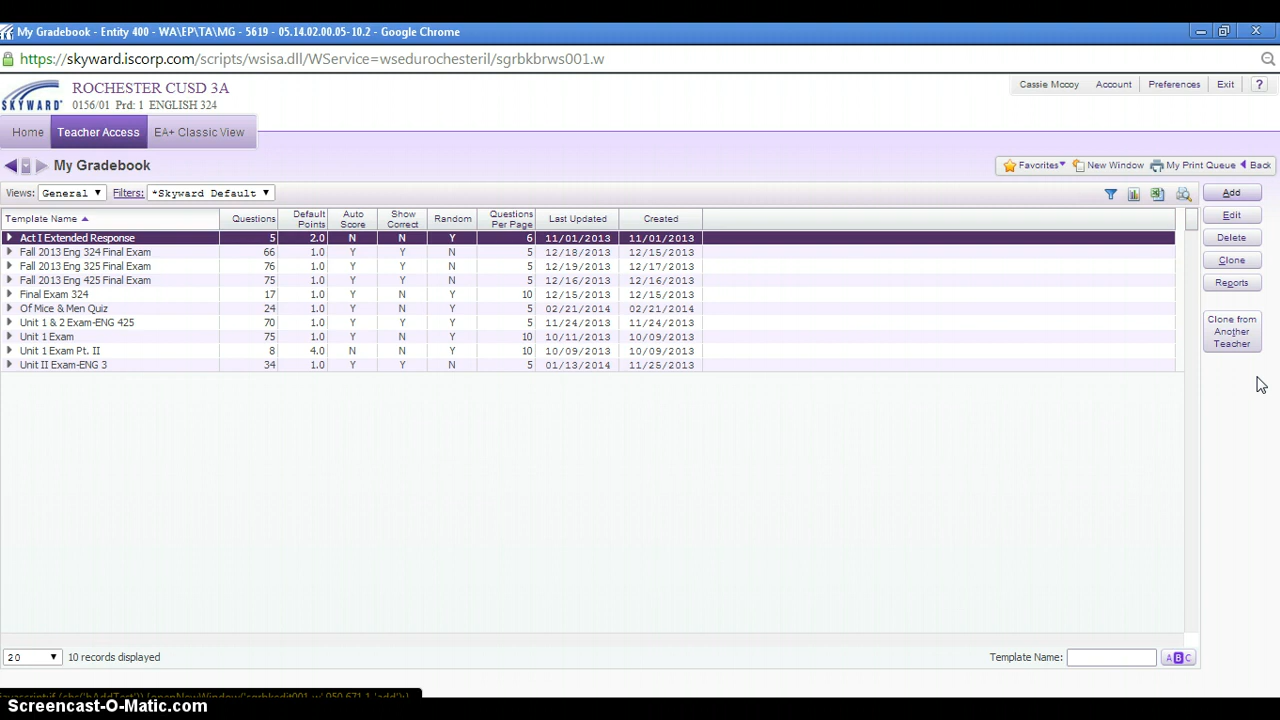 My Gradebook - Entity 400 - WA\EP\TA\MG - 5619 - 05.14.02.00.05-10.2 - Google Chrome
https://skyward.iscorp.com/scripts/wsisa.dll/WService=wsedurochesteril/sgrbkbrws001.w
SKYWARD
ROCHESTER CUSD 3A
0156/01 Prd: 1 ENGLISH 324
Cassie Mccoy Account Preferences Exit ?
Home Teacher Access EA+ Classic View
My Gradebook
Favorites New Window My Print Queue Back
Views: General Filters: *Skyward Default
Template Name Questions Default Points Auto Score Show Correct Random Questions Per Page Last Updated Created
Act I Extended Response 5 2.0 N N Y 6 11/01/2013 11/01/2013
Fall 2013 Eng 324 Final Exam 66 1.0 Y Y N 5 12/18/2013 12/15/2013
Fall 2013 Eng 325 Final Exam 76 1.0 Y Y N 5 12/19/2013 12/17/2013
Fall 2013 Eng 425 Final Exam 75 1.0 Y Y N 5 12/16/2013 12/16/2013
Final Exam 324 17 1.0 Y N Y 10 12/15/2013 12/15/2013
Of Mice & Men Quiz 24 1.0 Y N Y 5 02/21/2014 02/21/2014
Unit 1 & 2 Exam-ENG 425 70 1.0 Y Y Y 5 11/24/2013 11/24/2013
Unit 1 Exam 75 1.0 Y N Y 10 10/11/2013 10/09/2013
Unit 1 Exam Pt. II 8 4.0 N N Y 10 10/09/2013 10/09/2013
Unit II Exam-ENG 3 34 1.0 Y Y N 5 01/13/2014 11/25/2013
Add
Edit
Delete
Clone
Reports
Clone from
Another
Teacher
20 10 records displayed
Template Name: ABC
Screencast-O-Matic.com